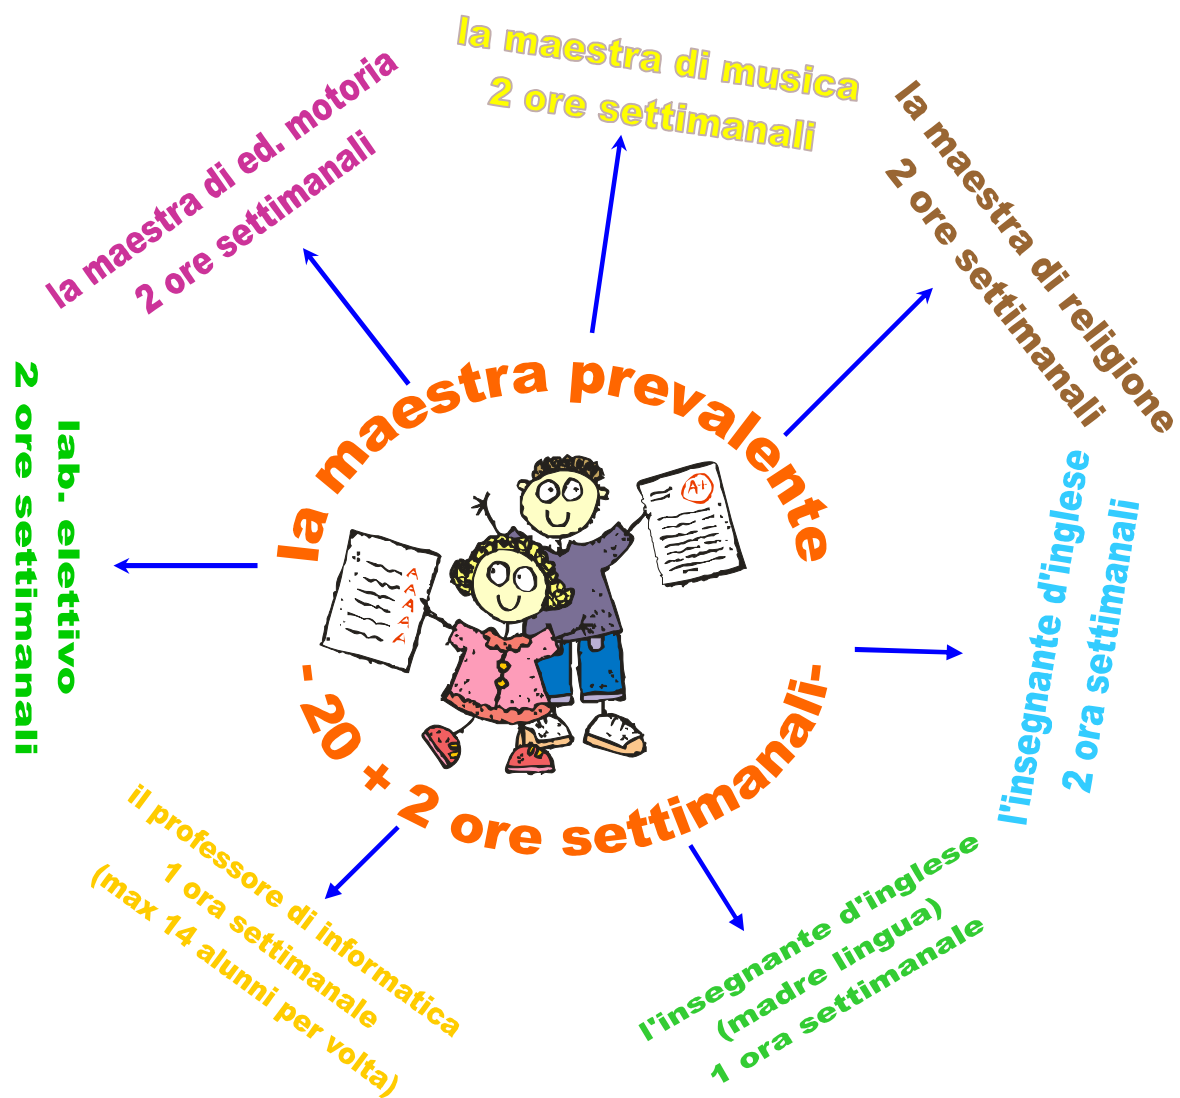 la maestra di musica
2 ore settimanali
la maestra di ed. motoria
2 ore settimanali
la maestra di religione
2 ore settimanali
la maestra prevalente
- 20 + 2 ore settimanali-
A+
A
A
A
A
A
lab. elettivo
2 ore settimanali
l'insegnante d'inglese
2 ora settimanali
il professore di informatica
1 ora settimanale
(max 14 alunni per volta)
l'insegnante d'inglese
(madre lingua)
1 ora settimanale